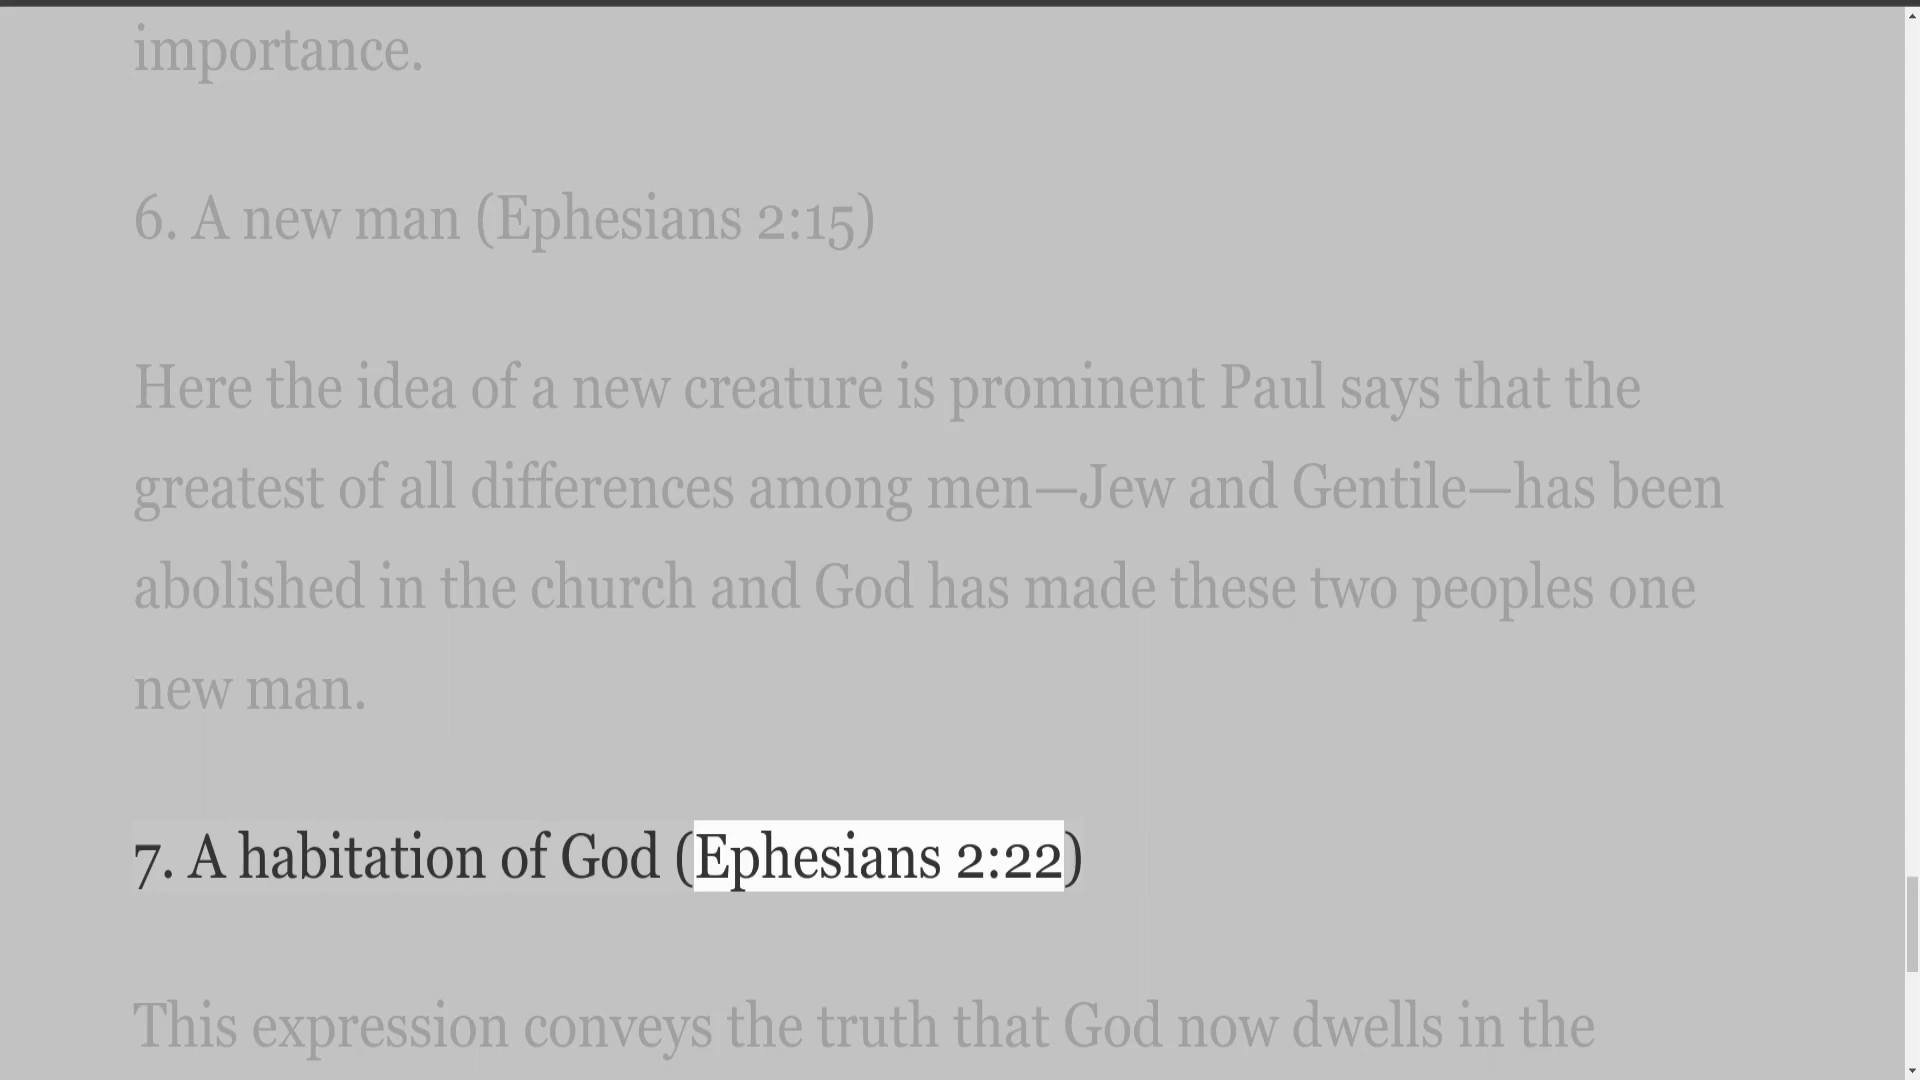 importance.
6. A new man (Ephesians 2:15)
Here the idea of a new creature is prominent Paul says that the
greatest of all differences among men—Jew and Gentile—has been
abolished in the church and God has made these two peoples one
new man.
7. A habitation of God (Ephesians 2:22)
This expression conveys the truth that God now dwells in the